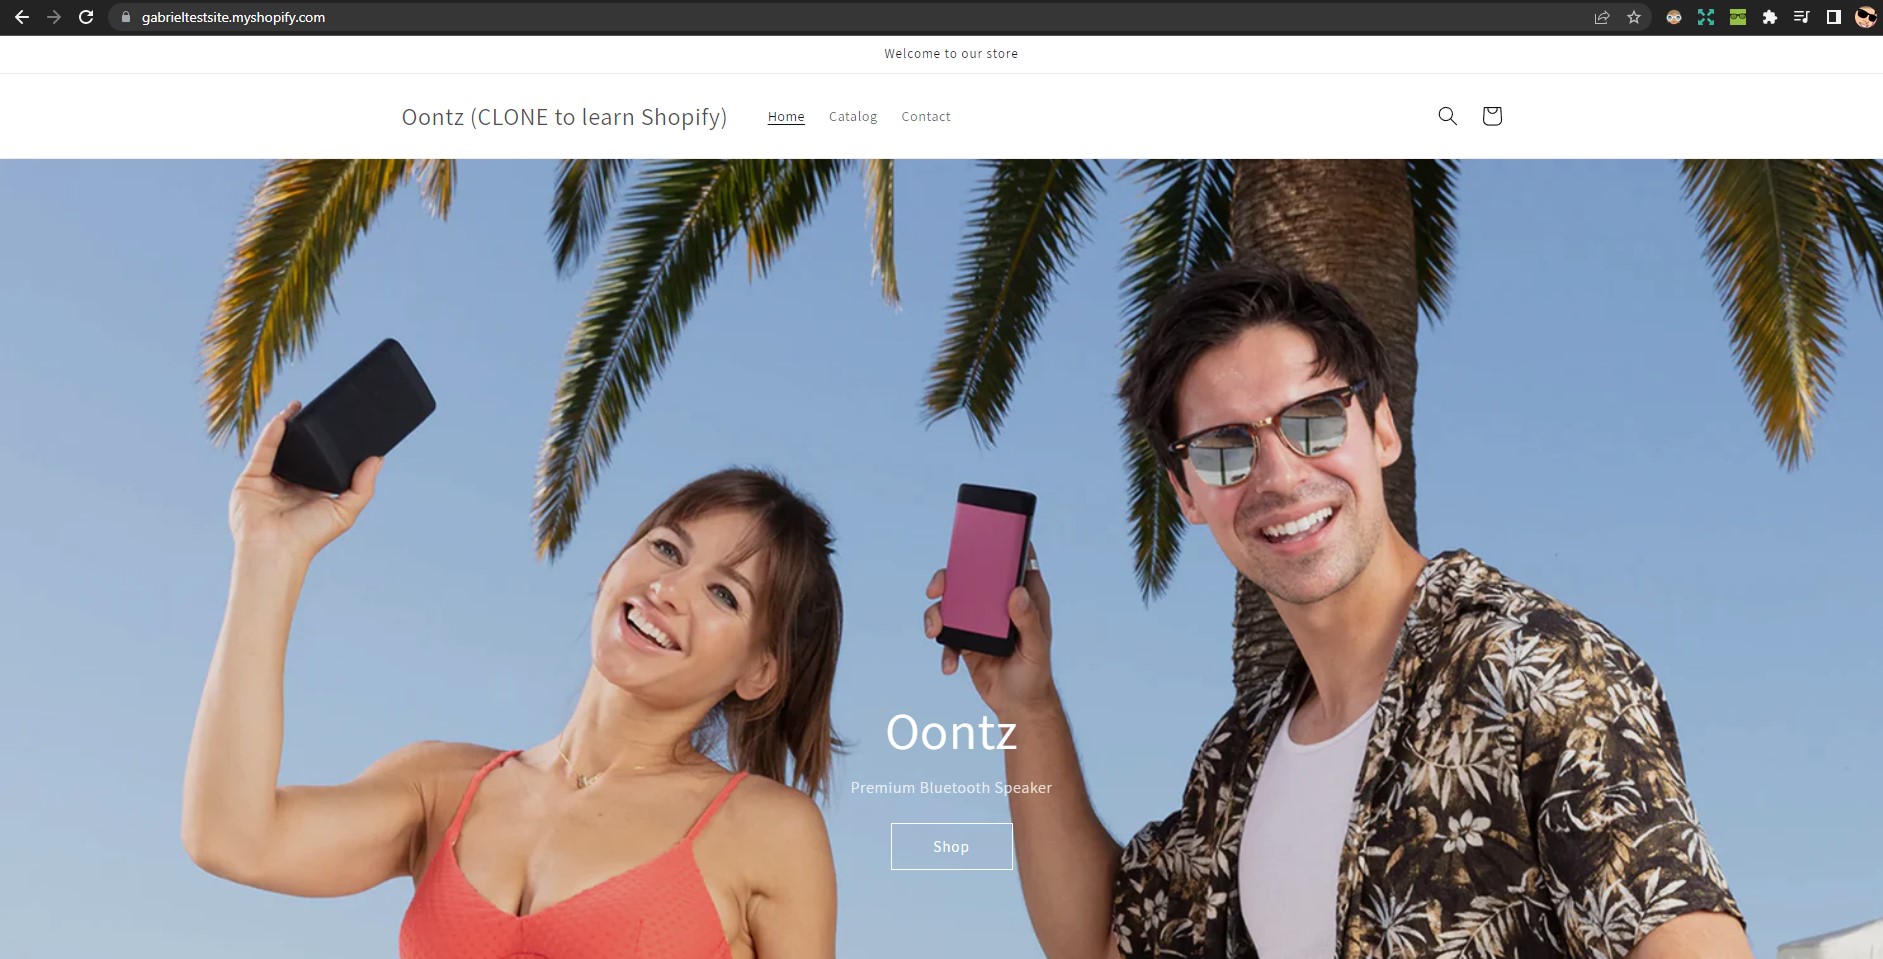 gabrieltestsite.myshopify.com
Welcome to our store
Oontz (CLONE to learn Shopify)
Home
Catalog
Contact
Oontz
Premium Bluetooth Speaker
Shop